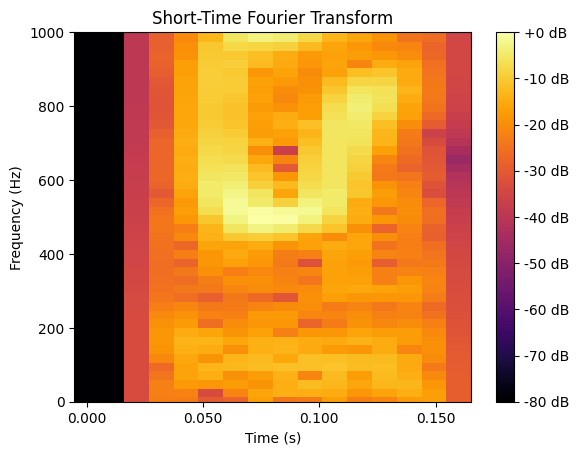 Short-Time Fourier Transform
1000
800
600
400
200
0
Frequency (Hz)
0.000
0.050
0.100
0.150
Time (s)
+0 dB
-10 dB
-20 dB
-30 dB
-40 dB
-50 dB
-60 dB
-70 dB
-80 dB